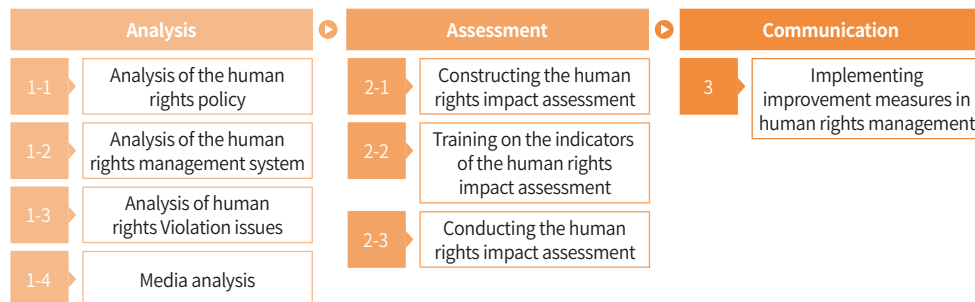 Analysis
1-1
Analysis of the human
rights policy
1-2
Analysis of the human
rights management system
1-3
Analysis of human
rights Violation issues
1-4
Media analysis
Assessment
2-1
Constructing the human
rights impact assessment
2-2
Training on the indicators
of the human rights
impact assessment
2-3
Conducting the human
rights impact assessment
Communication
3
Implementing
improvement measures in
human rights management